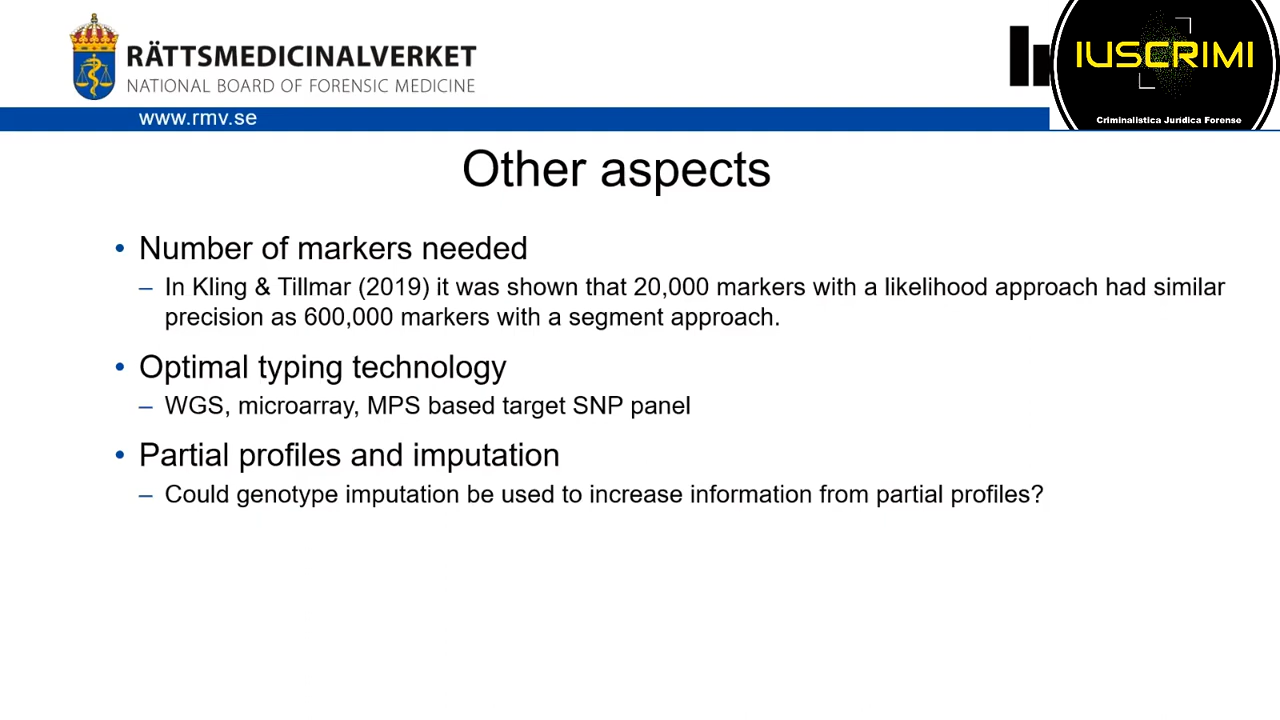 RÄTTSMEDICINALVERKET
NATIONAL BOARD OF FORENSIC MEDICINE
IUSCRIMI
Criminalistica Jurídica Forense
www.rmv.se
Other aspects
• Number of markers needed
– In Kling & Tillmar (2019) it was shown that 20,000 markers with a likelihood approach had similar
precision as 600,000 markers with a segment approach.
• Optimal typing technology
– WGS, microarray, MPS based target SNP panel
• Partial profiles and imputation
– Could genotype imputation be used to increase information from partial profiles?